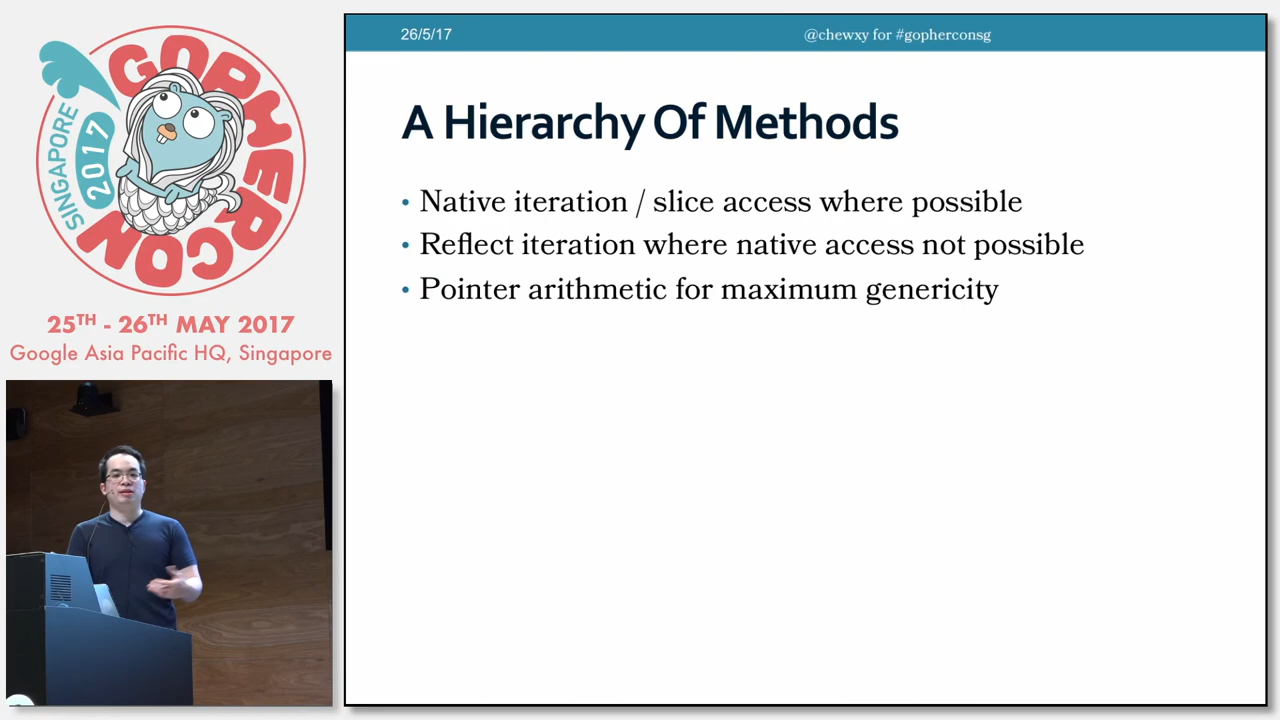 GOPHERCON
SINGAPORE 2017
25TH - 26TH MAY 2017
Google Asia Pacific HQ, Singapore
26/5/17
@chewxy for #gopherconsg
A Hierarchy Of Methods
• Native iteration / slice access where possible
• Reflect iteration where native access not possible
• Pointer arithmetic for maximum genericity